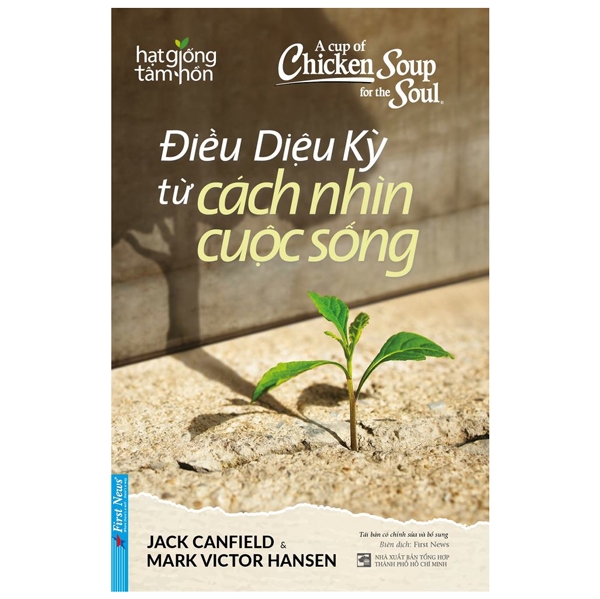 hạt giống
tâm hồn
A cup of
Chicken Soup
for the
Soul®
Điều Diệu Kỳ
từ cách nhìn
cuộc sống
First News
JACK CANFIELD &
MARK VICTOR HANSEN
Tái bản có chỉnh sửa và bổ sung
Biên dịch: First News
NHÀ XUẤT BẢN TỔNG HỢP
THÀNH PHỐ HỒ CHÍ MINH